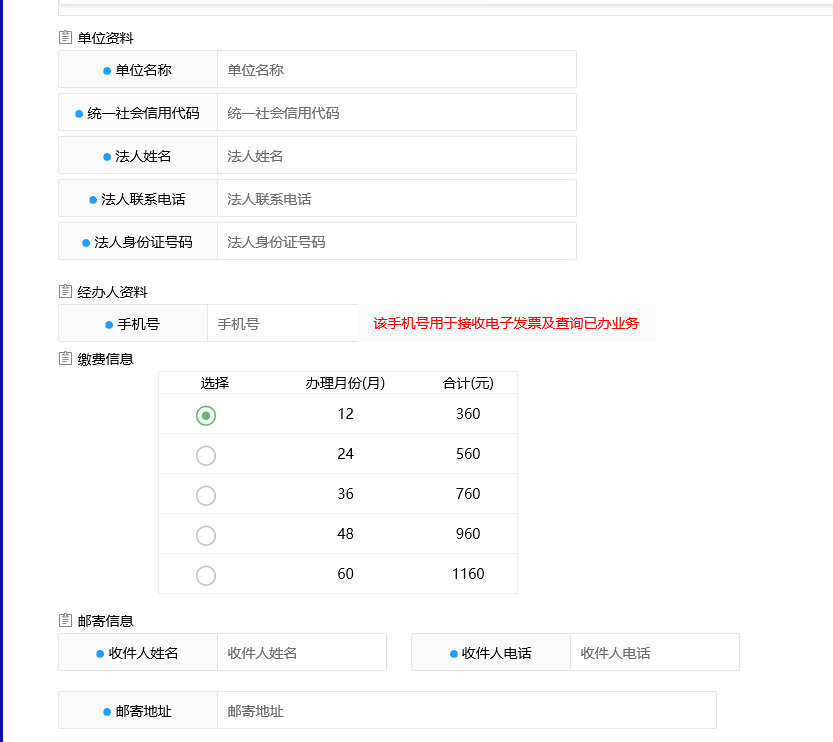 单位资料
单位名称 单位名称
统一社会信用代码 统一社会信用代码
法人姓名 法人姓名
法人联系电话 法人联系电话
法人身份证号码 法人身份证号码
经办人资料
手机号 手机号 该手机号用于接收电子发票及查询已办业务
缴费信息
选择 办理月份(月) 合计(元)
12 360
24 560
36 760
48 960
60 1160
邮寄信息
收件人姓名 收件人姓名 收件人电话 收件人电话
邮寄地址 邮寄地址